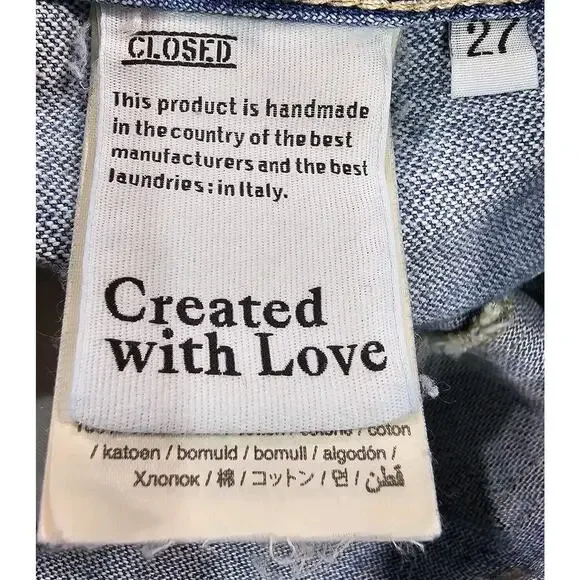 CLOSED
27
This product is handmade
in the country of the best
manufacturers and the best
laundries: in Italy.
Created
with Love
coton
/ katoen / bomuld / bomull / algodón /
Хлопок / 棉 / コットン / 면 / قطن